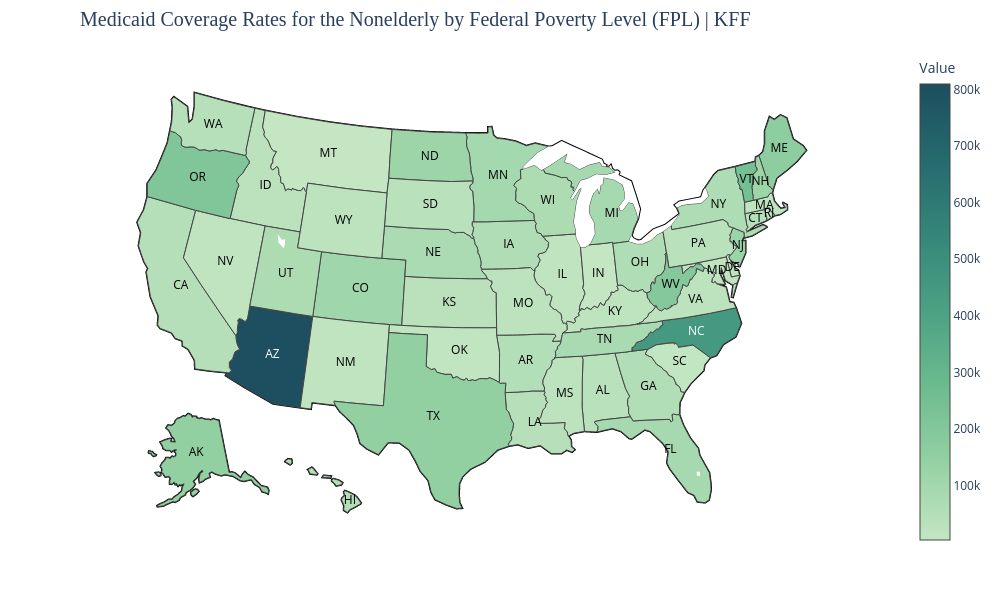 Medicaid Coverage Rates for the Nonelderly by Federal Poverty Level (FPL) | KFF
Value
800k
700k
600k
500k
400k
300k
200k
100k
WA
MT
ND
MN
ME
OR
ID
SD
WI
MI
VT
NH
NY
MA
RI
CT
WY
IA
NE
PA
NJ
NV
UT
CO
IL
IN
OH
MD
DE
WV
CA
KS
MO
KY
VA
AZ
NM
OK
AR
TN
NC
SC
MS
AL
GA
TX
LA
FL
AK
HI